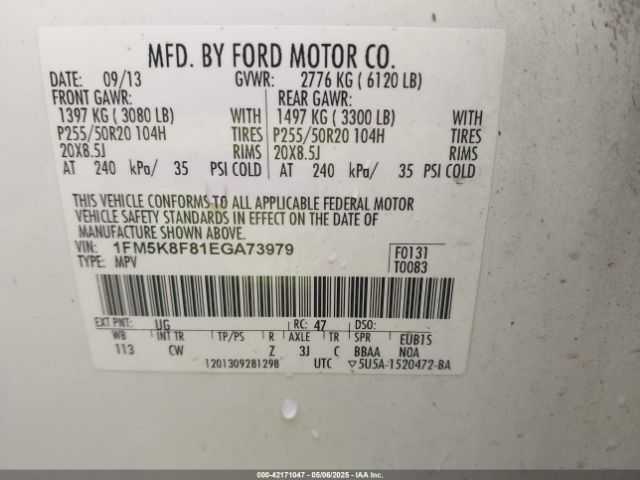 MFD. BY FORD MOTOR CO.
DATE: 09/13 GVWR: 2776 KG ( 6120 LB)
FRONT GAWR: REAR GAWR:
1397 KG ( 3080 LB) WITH 1497 KG ( 3300 LB) WITH
P255/50R20 104H TIRES P255/50R20 104H TIRES
20X8.5J RIMS 20X8.5J RIMS
AT 240 kPa/ 35 PSI COLD AT 240 kPa/ 35 PSI COLD
THIS VEHICLE CONFORMS TO ALL APPLICABLE FEDERAL MOTOR
VEHICLE SAFETY STANDARDS IN EFFECT ON THE DATE OF
MANUFACTURE SHOWN ABOVE.
VIN: 1FM5K8F81EGA73979 F0131
TYPE: MPV T0083
EXT PNT: UG RC: 47 DSO:
WB INT TR TP/PS R AXLE TR SPR EUB1S
113 CW Z 3J C BBAA NOA
1201309281298 UTC ▽5U5A-1520472-BA
000-42171047 - 05/06/2025 - IAA Inc.